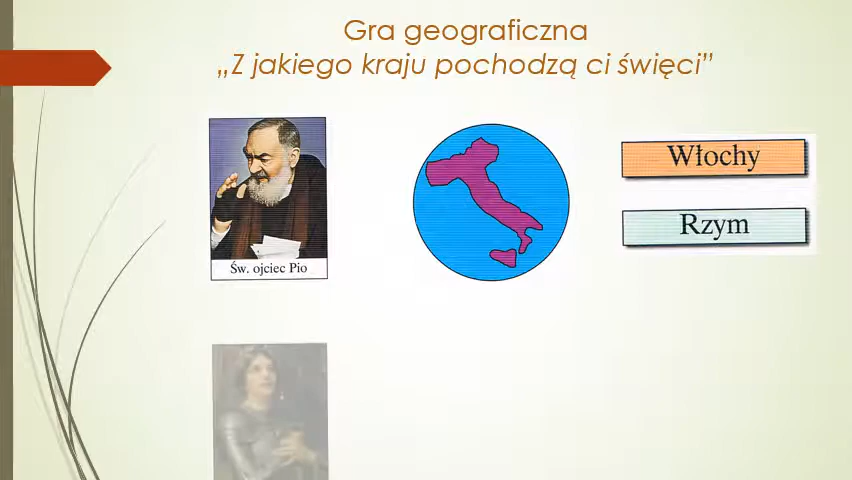 Gra geograficzna
„Z jakiego kraju pochodzą ci święci”
Św. ojciec Pio
Włochy
Rzym